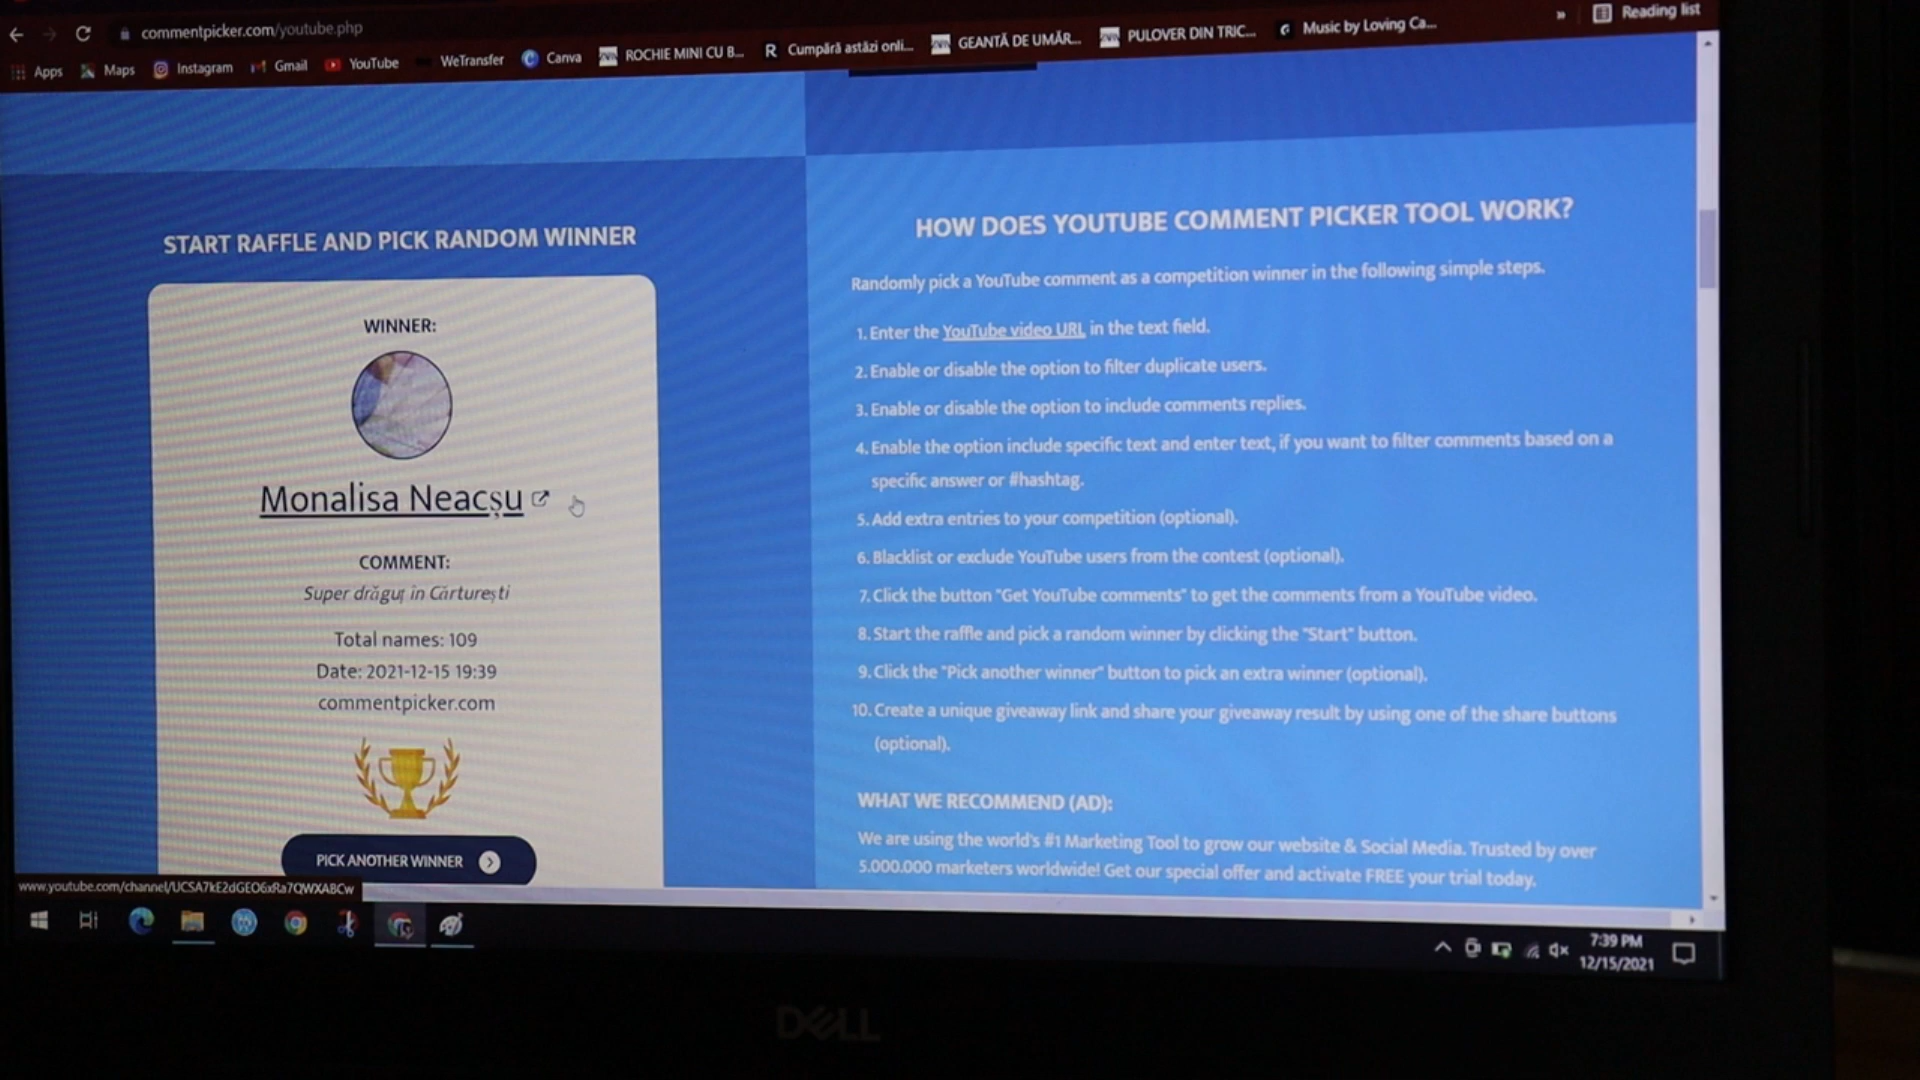 commentpicker.com/youtube.php
Reading list
Apps Maps Instagram Gmail YouTube WeTransfer Canva ROCHIE MINI CU B... Cumpără astăzi onli... GEANTĂ DE UMĂR... PULOVER DIN TRIC... Music by Loving Ca... »
START RAFFLE AND PICK RANDOM WINNER
WINNER:
Monalisa Neacșu
COMMENT:
Super drăguț în Cărturești
Total names: 109
Date: 2021-12-15 19:39
commentpicker.com
PICK ANOTHER WINNER
www.youtube.com/channel/UCSA7kE2dGEO6xRa7QWXABCw
HOW DOES YOUTUBE COMMENT PICKER TOOL WORK?
Randomly pick a YouTube comment as a competition winner in the following simple steps.
1. Enter the YouTube video URL in the text field.
2. Enable or disable the option to filter duplicate users.
3. Enable or disable the option to include comments replies.
4. Enable the option include specific text and enter text, if you want to filter comments based on a
specific answer or #hashtag.
5. Add extra entries to your competition (optional).
6. Blacklist or exclude YouTube users from the contest (optional).
7. Click the button "Get YouTube comments" to get the comments from a YouTube video.
8. Start the raffle and pick a random winner by clicking the "Start" button.
9. Click the "Pick another winner" button to pick an extra winner (optional).
10. Create a unique giveaway link and share your giveaway result by using one of the share buttons
(optional).
WHAT WE RECOMMEND (AD):
We are using the world's #1 Marketing Tool to grow our website & Social Media. Trusted by over
5.000.000 marketers worldwide! Get our special offer and activate FREE your trial today.
7:39 PM
12/15/2021
DELL